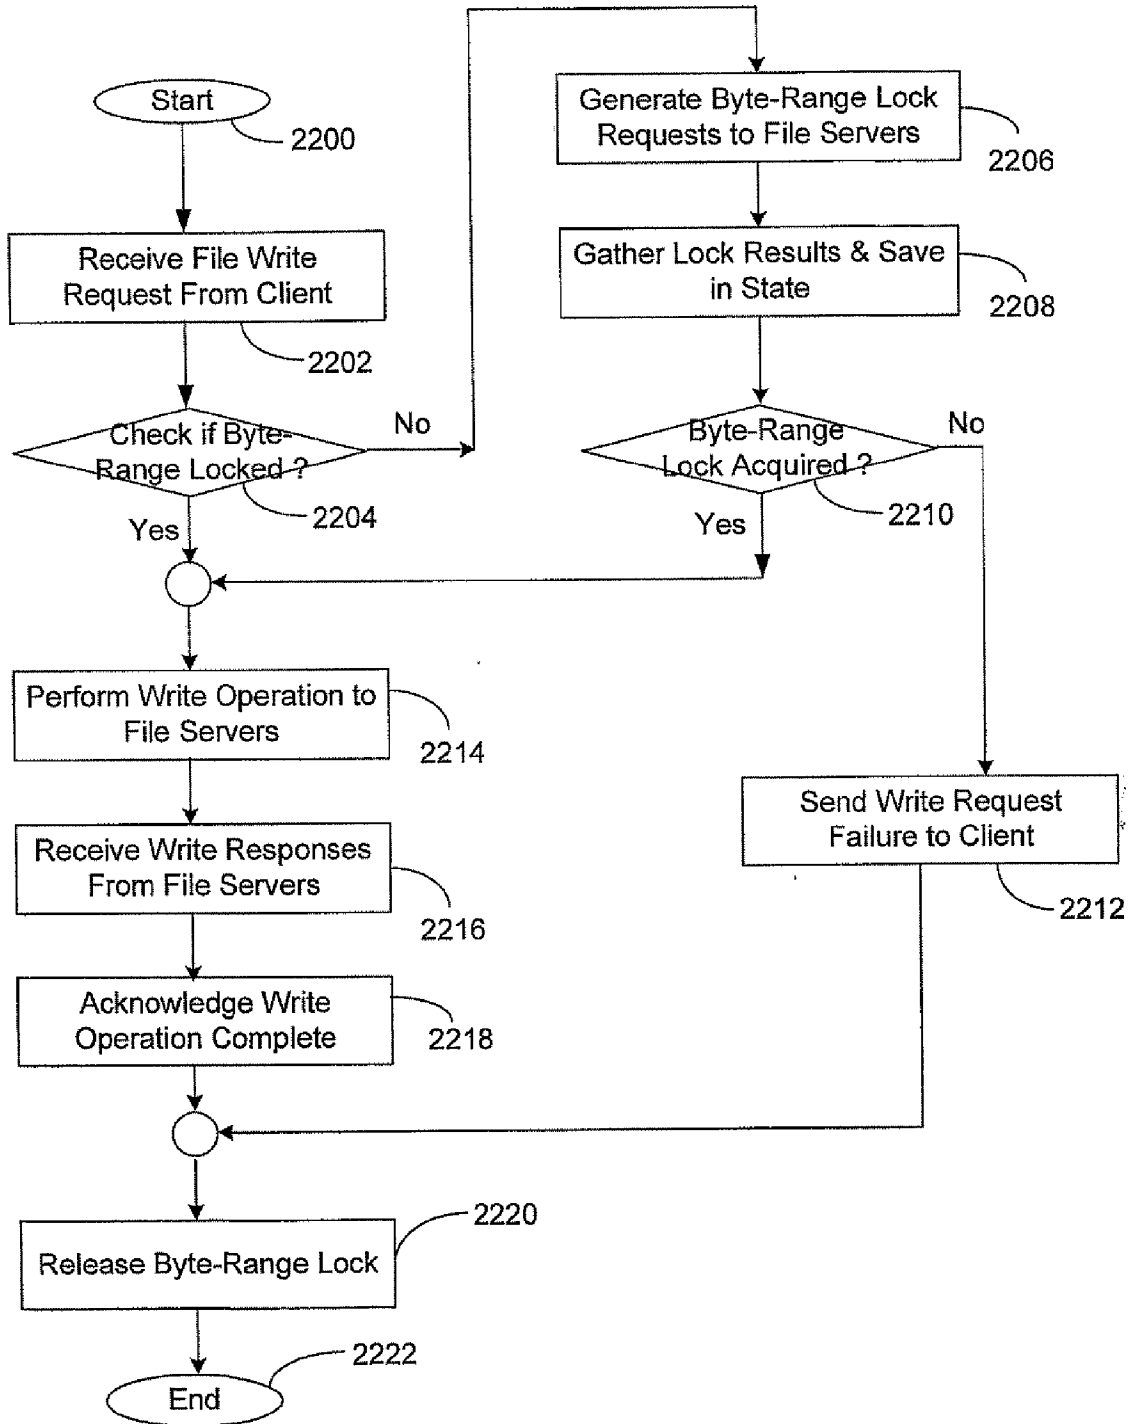 Start
2200
Receive File Write
Request From Client
2202
Check if Byte-
Range Locked ?
No
2204
Yes
Generate Byte-Range Lock
Requests to File Servers
2206
Gather Lock Results & Save
in State
2208
Byte-Range
Lock Acquired ?
No
2210
Yes
Perform Write Operation to
File Servers
2214
Send Write Request
Failure to Client
2212
Receive Write Responses
From File Servers
2216
Acknowledge Write
Operation Complete
2218
2220
Release Byte-Range Lock
2222
End